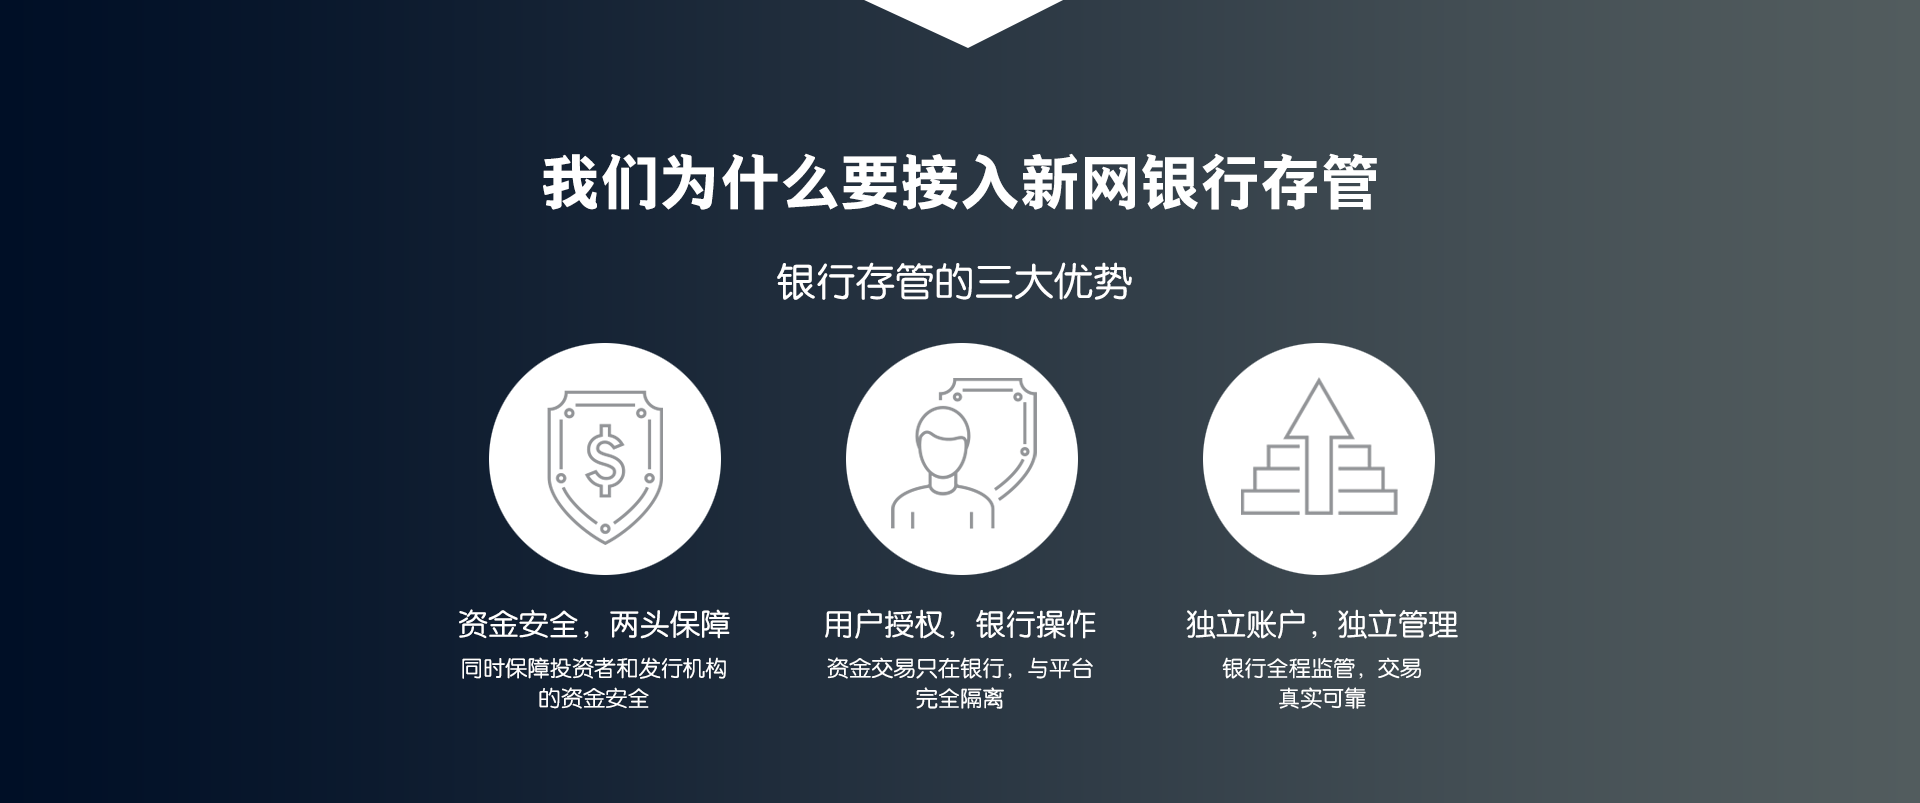 我们为什么要接入新网银行存管
银行存管的三大优势
$
资金安全，两头保障
同时保障投资者和发行机构
的资金安全
用户授权，银行操作
资金交易只在银行，与平台
完全隔离
独立账户，独立管理
银行全程监管，交易
真实可靠